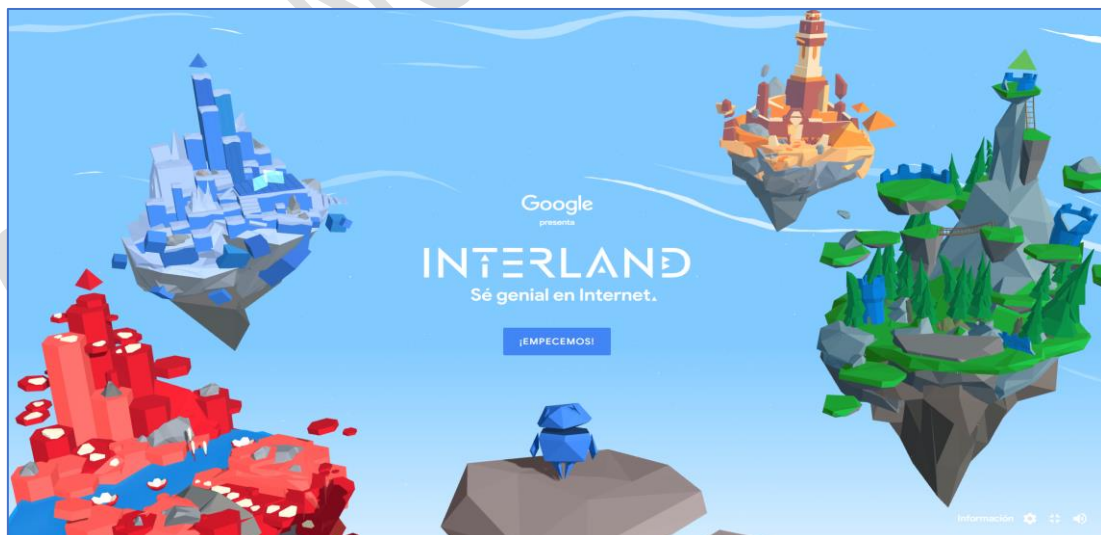 Google
presenta
INTERLAND
Sé genial en Internet.
¡EMPECEMOS!
Información